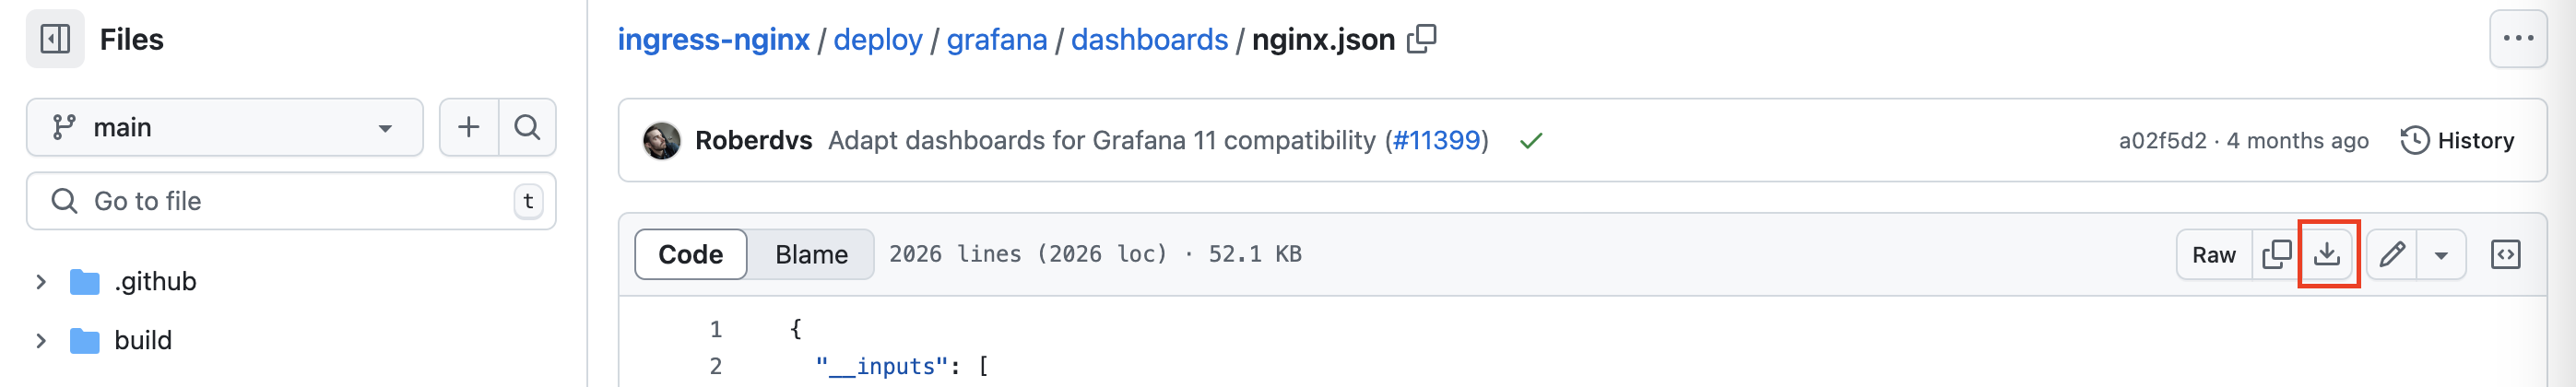 Files
main
Go to file t
.github
build
ingress-nginx / deploy / grafana / dashboards / nginx.json
Roberdvs Adapt dashboards for Grafana 11 compatibility (#11399) a02f5d2 · 4 months ago History
Code Blame 2026 lines (2026 loc) · 52.1 KB Raw
1 {
2 "__inputs": [